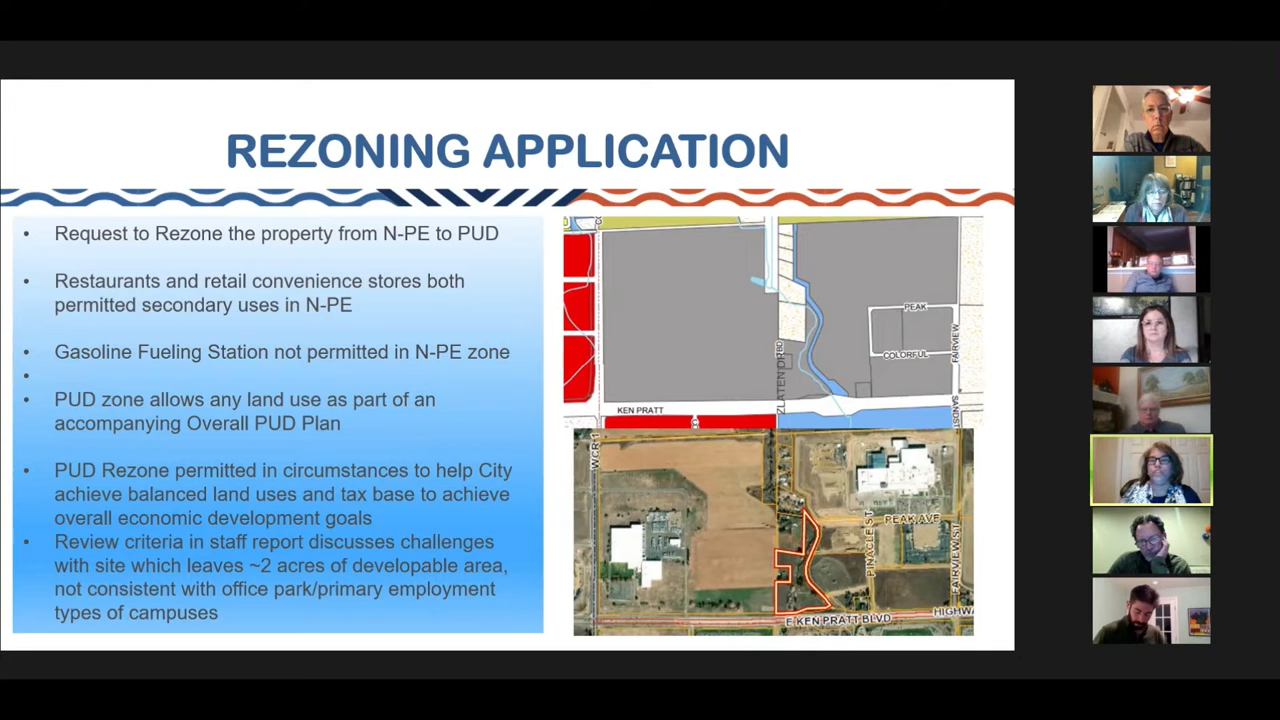 REZONING APPLICATION
• Request to Rezone the property from N-PE to PUD
• Restaurants and retail convenience stores both
permitted secondary uses in N-PE
• Gasoline Fueling Station not permitted in N-PE zone
•
• PUD zone allows any land use as part of an
accompanying Overall PUD Plan
• PUD Rezone permitted in circumstances to help City
achieve balanced land uses and tax base to achieve
overall economic development goals
• Review criteria in staff report discusses challenges
with site which leaves ~2 acres of developable area,
not consistent with office park/primary employment
types of campuses
PEAK
FAIRVIEW
COLORFUL
ZLATEN DR
KEN PRATT
WCR 1
PEAK AVE
PINACLE ST
FAIRVIEW ST
E KEN PRATT BLVD